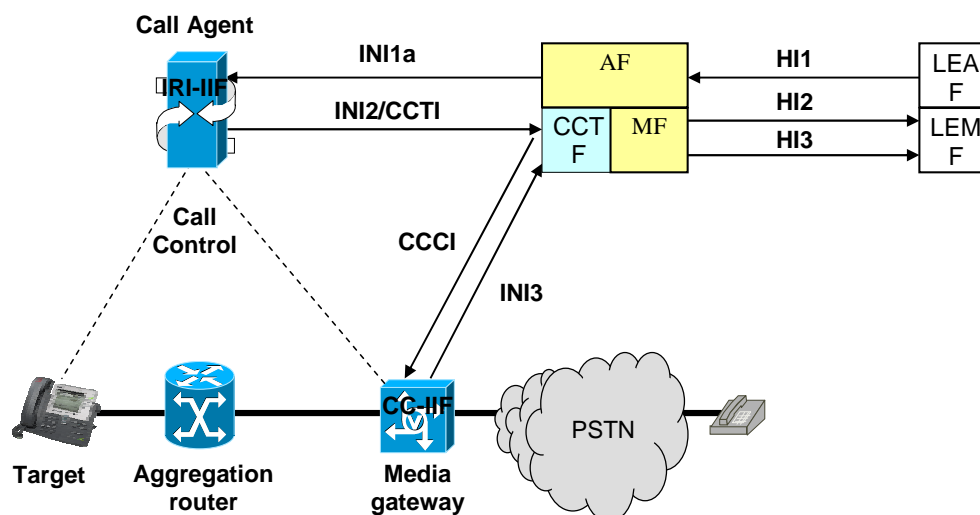 Call Agent
INI1a
AF
HI1
LEA
F
IRI-IIF
HI2
INI2/CCTI
CCT
F
MF
LEM
F
HI3
Call
Control
CCCI
INI3
CC-IIF
V
PSTN
Target
Aggregation
router
Media
gateway